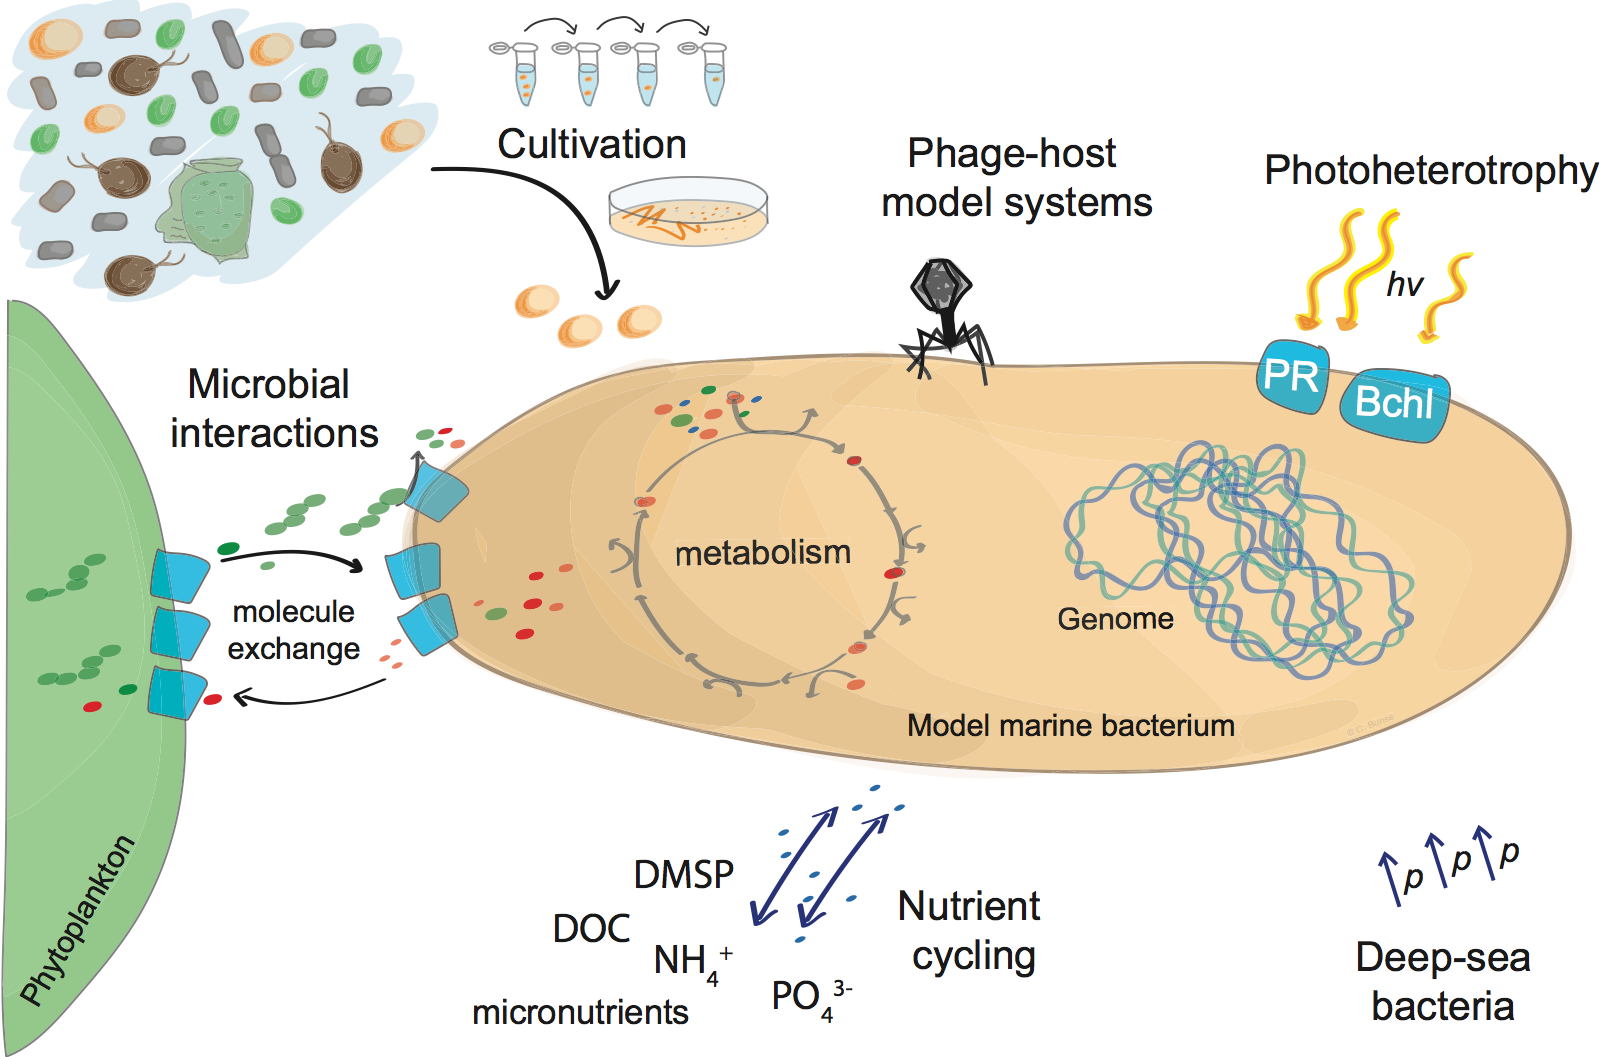 Cultivation
Phage-host
model systems
Photoheterotrophy
hv
PR
Bchl
Microbial
interactions
metabolism
molecule
exchange
Genome
Model marine bacterium
Phytoplankton
DMSP
DOC
NH₄⁺
PO₄³⁻
micronutrients
Nutrient
cycling
p p p
Deep-sea
bacteria